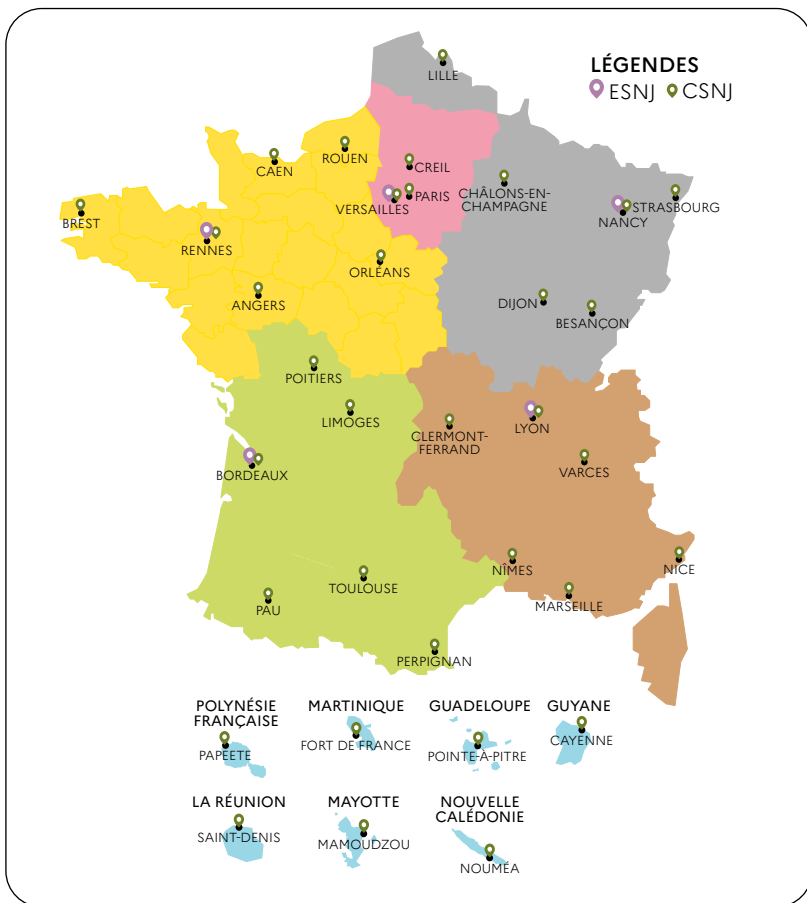 LILLE
LÉGENDES
ESNJ CSNJ
ROUEN
CAEN
CREIL
PARIS
VERSAILLES
CHÂLONS-EN-
CHAMPAGNE
STRASBOURG
NANCY
BREST
RENNES
ORLÉANS
ANGERS
DIJON
BESANÇON
POITIERS
LIMOGES
CLERMONT-
FERRAND
LYON
VARCES
BORDEAUX
NÎMES
NICE
TOULOUSE
MARSEILLE
PAU
PERPIGNAN
POLYNÉSIE
FRANÇAISE
PAPEETE
MARTINIQUE
FORT DE FRANCE
GUADELOUPE
POINTE-À-PITRE
GUYANE
CAYENNE
LA RÉUNION
SAINT-DENIS
MAYOTTE
MAMOUDZOU
NOUVELLE
CALÉDONIE
NOUMÉA